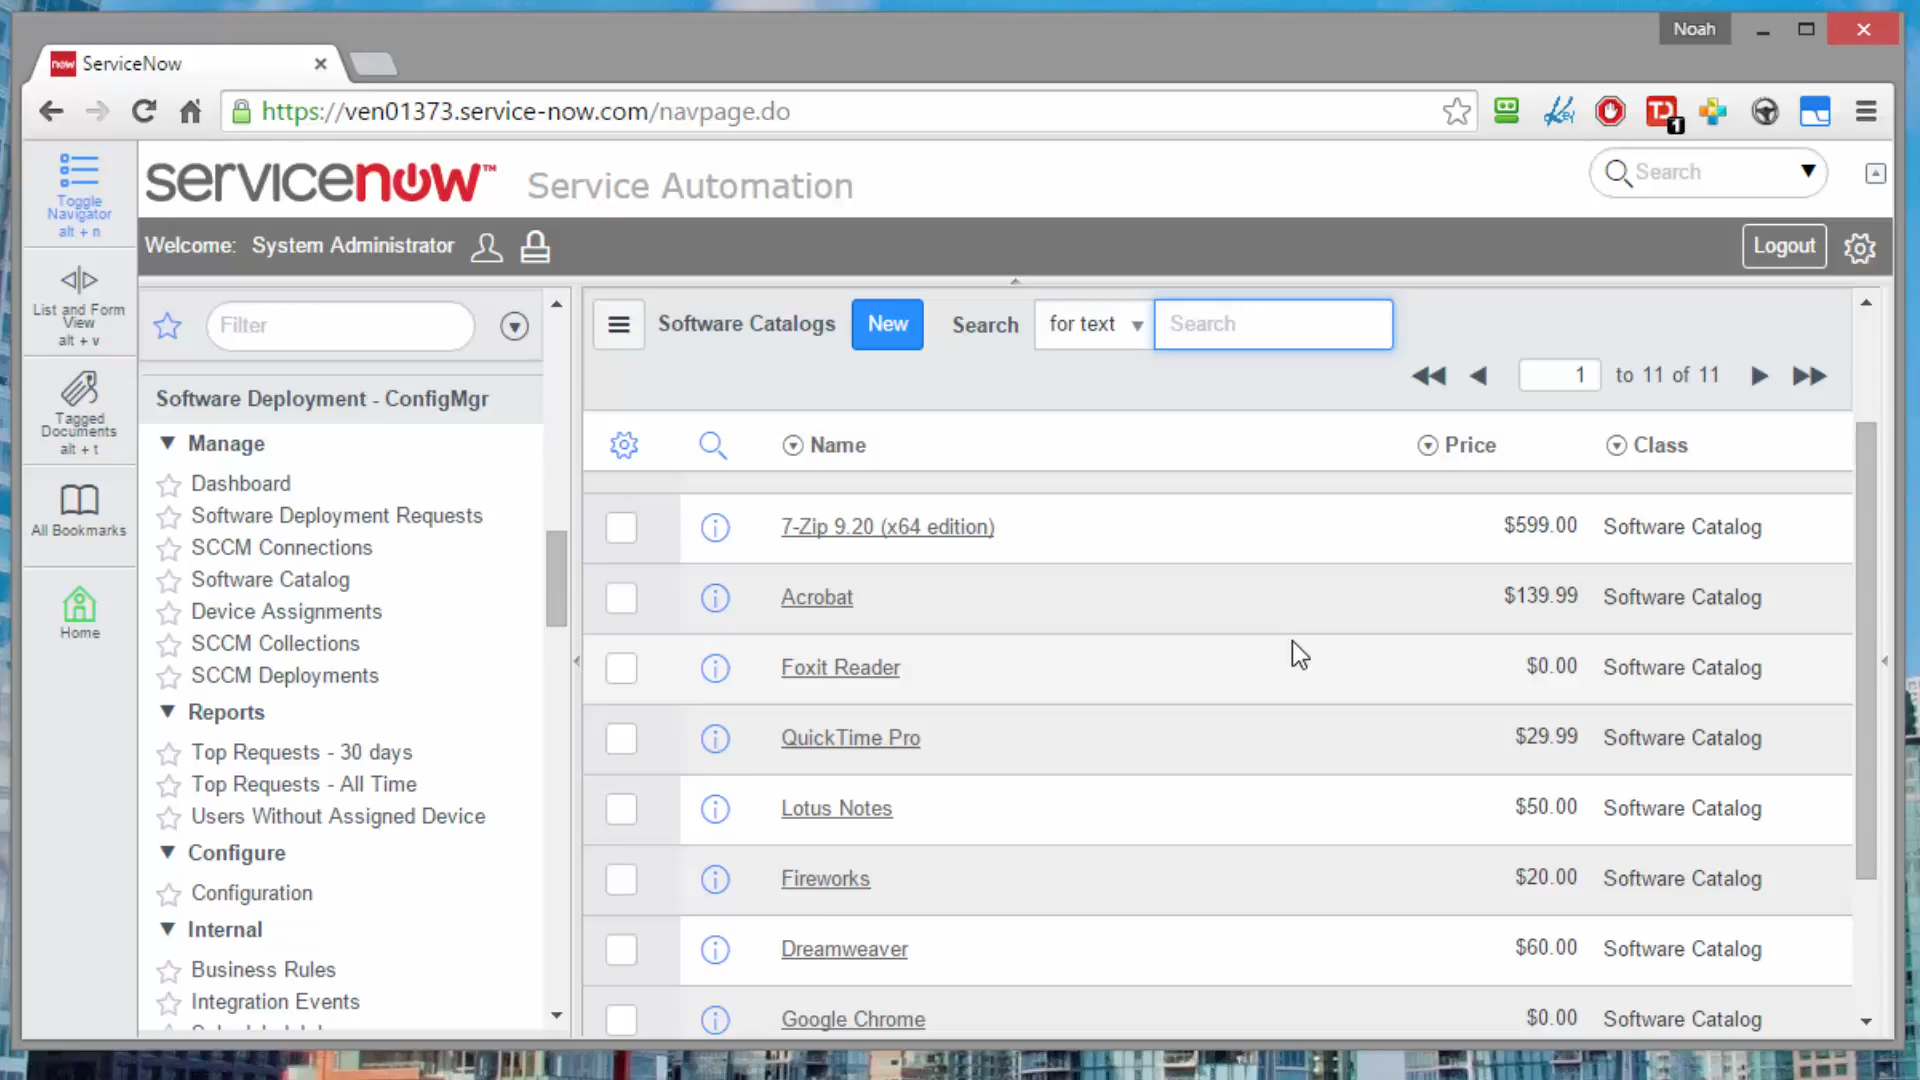 Noah
now ServiceNow
https://ven01373.service-now.com/navpage.do
TD 1
servicenow™ Service Automation
Search
Welcome: System Administrator
Logout
Toggle
Navigator
alt + n
List and Form
View
alt + v
Tagged
Documents
alt + t
All Bookmarks
Home
Filter
Software Deployment - ConfigMgr
Manage
Dashboard
Software Deployment Requests
SCCM Connections
Software Catalog
Device Assignments
SCCM Collections
SCCM Deployments
Reports
Top Requests - 30 days
Top Requests - All Time
Users Without Assigned Device
Configure
Configuration
Internal
Business Rules
Integration Events
Software Catalogs New Search for text Search
1 to 11 of 11
Name Price Class
7-Zip 9.20 (x64 edition) $599.00 Software Catalog
Acrobat $139.99 Software Catalog
Foxit Reader $0.00 Software Catalog
QuickTime Pro $29.99 Software Catalog
Lotus Notes $50.00 Software Catalog
Fireworks $20.00 Software Catalog
Dreamweaver $60.00 Software Catalog
Google Chrome $0.00 Software Catalog